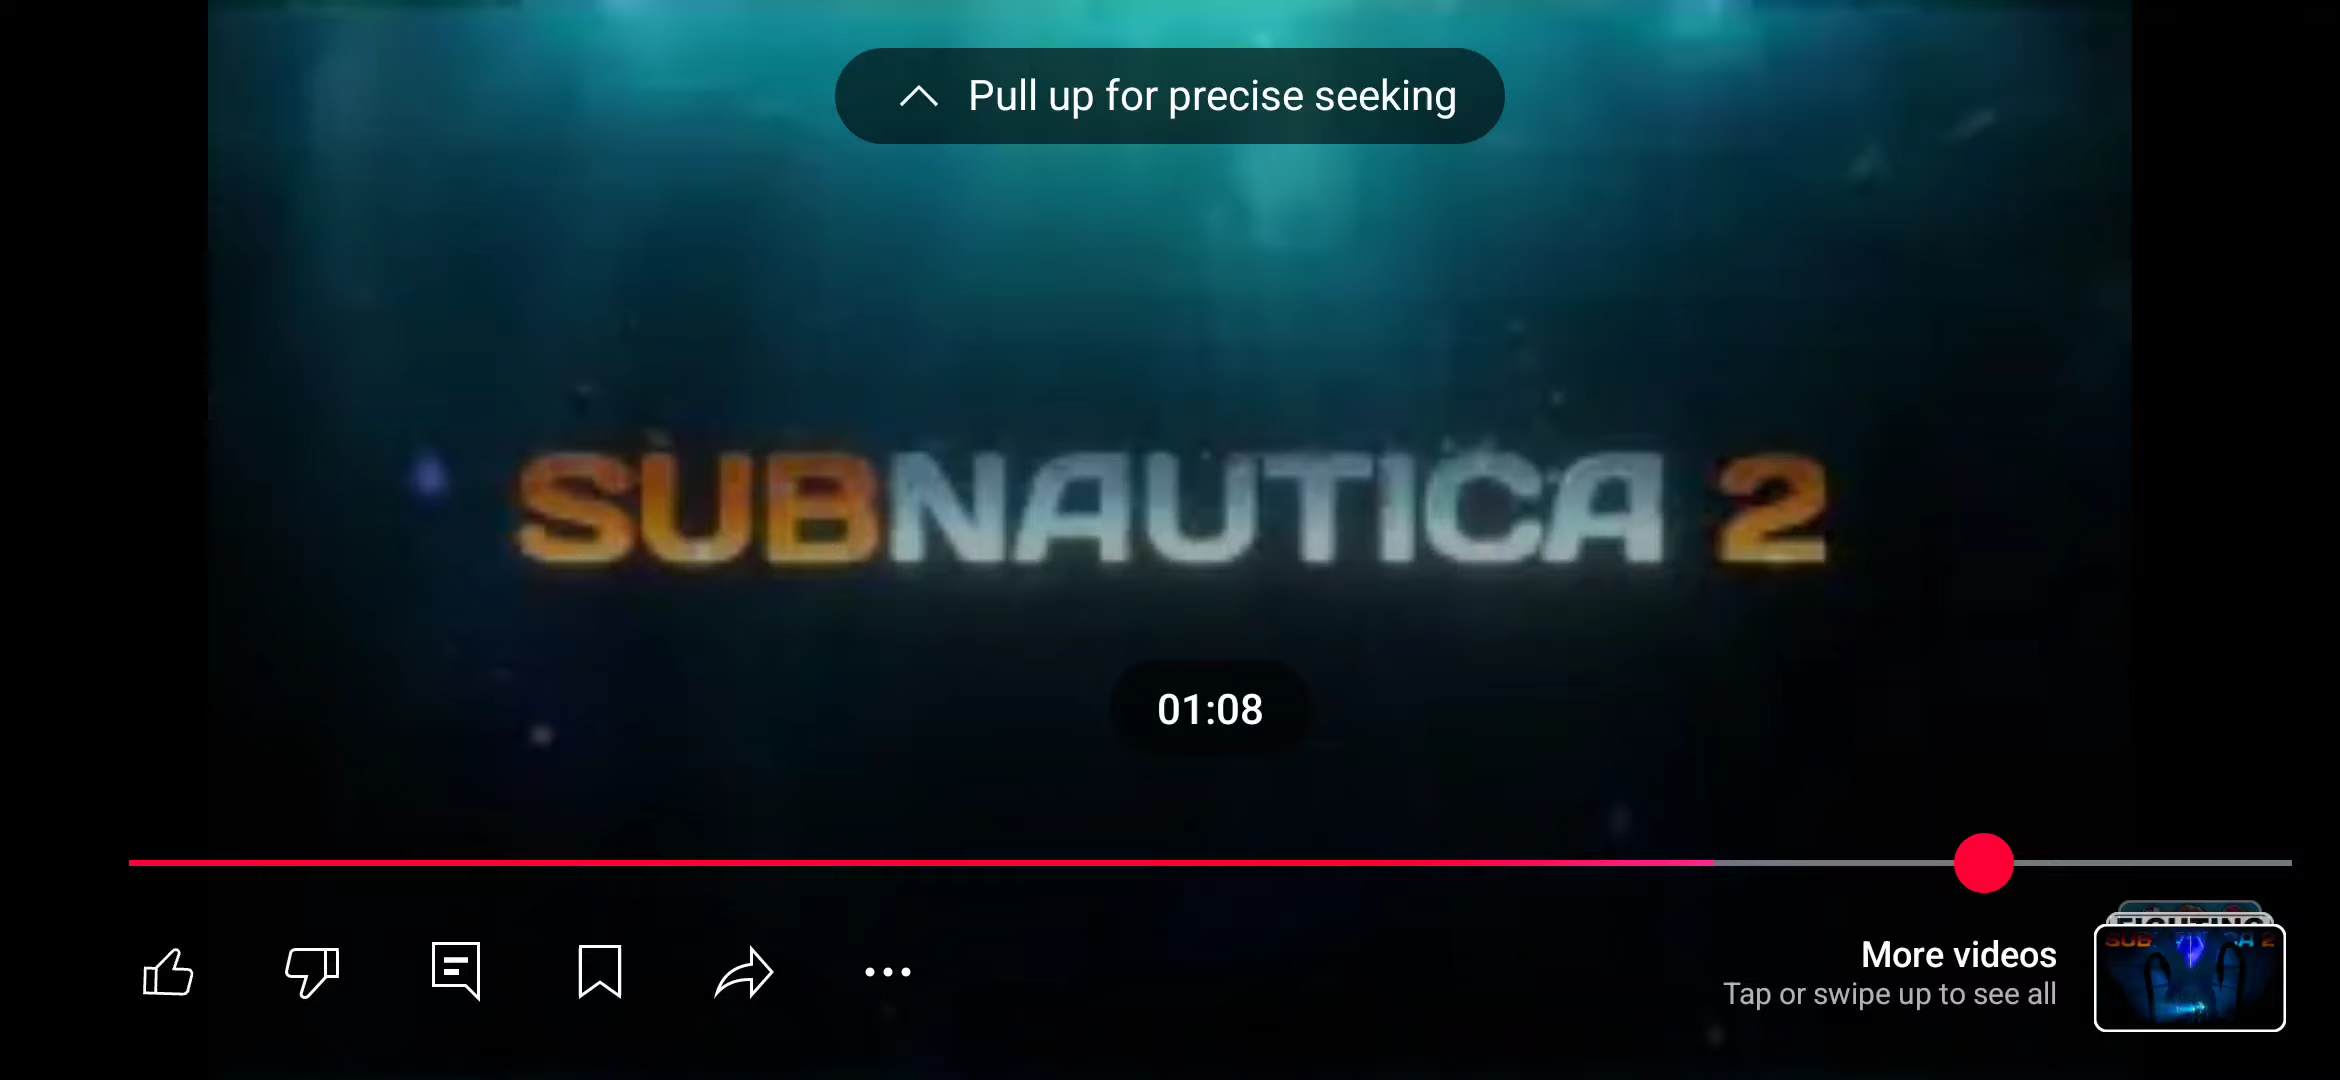 Pull up for precise seeking
SUBNAUTICA 2
01:08
More videos
Tap or swipe up to see all